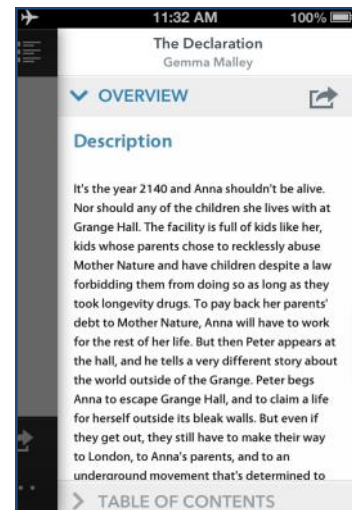 11:32 AM
100%
The Declaration
Gemma Malley
OVERVIEW
Description
It's the year 2140 and Anna shouldn't be alive.
Nor should any of the children she lives with at
Grange Hall. The facility is full of kids like her,
kids whose parents chose to recklessly abuse
Mother Nature and have children despite a law
forbidding them from doing so as long as they
took longevity drugs. To pay back her parents'
debt to Mother Nature, Anna will have to work
for the rest of her life. But then Peter appears at
the hall, and he tells a very different story about
the world outside of the Grange. Peter begs
Anna to escape Grange Hall, and to claim a life
for herself outside its bleak walls. But even if
they get out, they still have to make their way
to London, to Anna's parents, and to an
underground movement that's determined to
TABLE OF CONTENTS